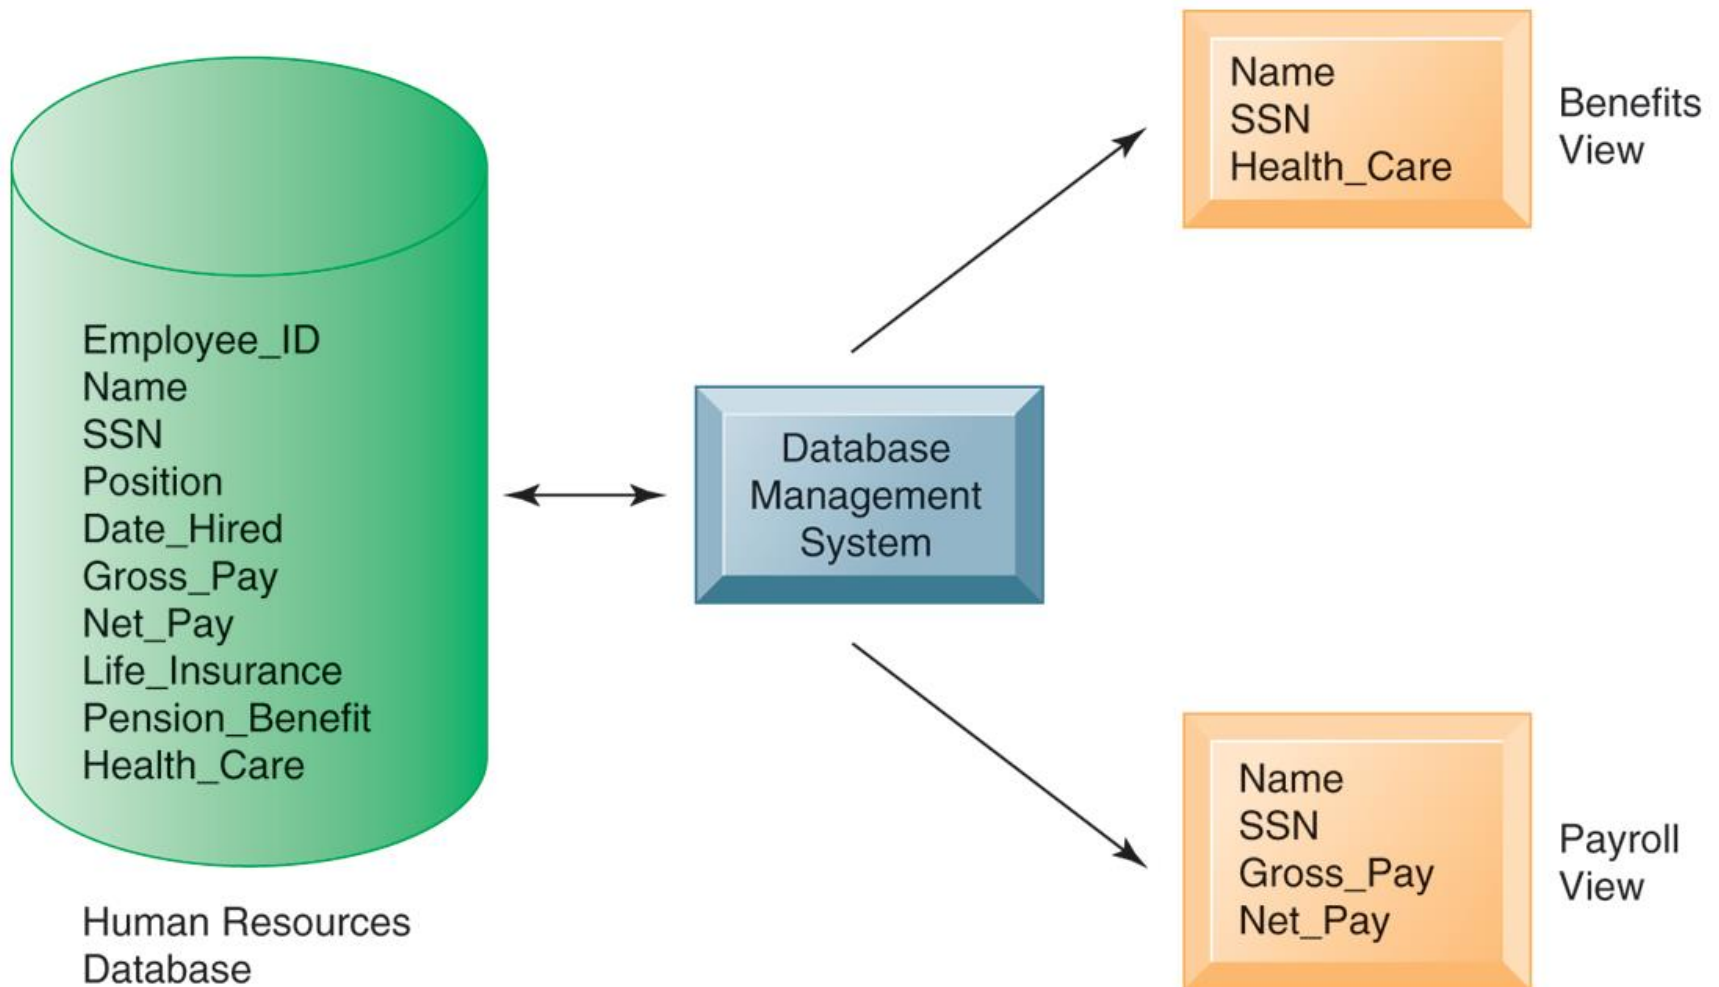 Employee_ID
Name
SSN
Position
Date_Hired
Gross_Pay
Net_Pay
Life_Insurance
Pension_Benefit
Health_Care
Human Resources
Database
Database
Management
System
Name
SSN
Health_Care
Benefits
View
Name
SSN
Gross_Pay
Net_Pay
Payroll
View